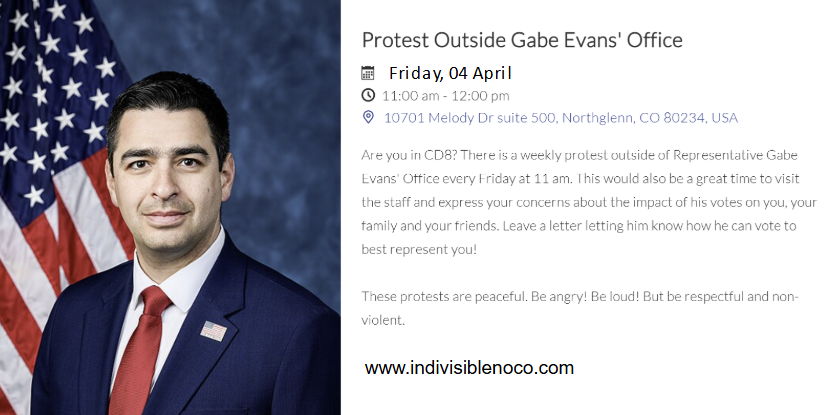 Protest Outside Gabe Evans' Office
Friday, 04 April
11:00 am - 12:00 pm
10701 Melody Dr suite 500, Northglenn, CO 80234, USA
Are you in CD8? There is a weekly protest outside of Representative Gabe
Evans' Office every Friday at 11 am. This would also be a great time to visit
the staff and express your concerns about the impact of his votes on you, your
family and your friends. Leave a letter letting him know how he can vote to
best represent you!
These protests are peaceful. Be angry! Be loud! But be respectful and non-
violent.
www.indivisiblenoco.com